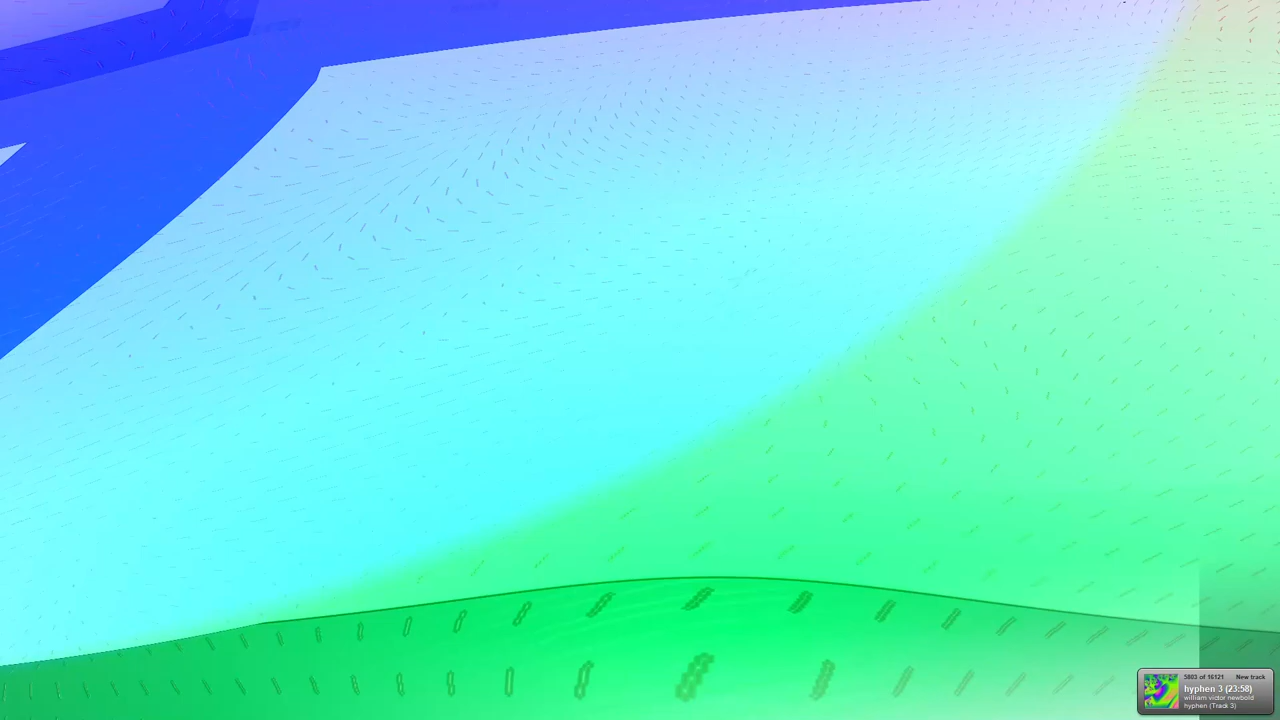 5803 of 16121 New track
hyphen 3 (23:58)
william victor newbold
hyphen (Track 3)